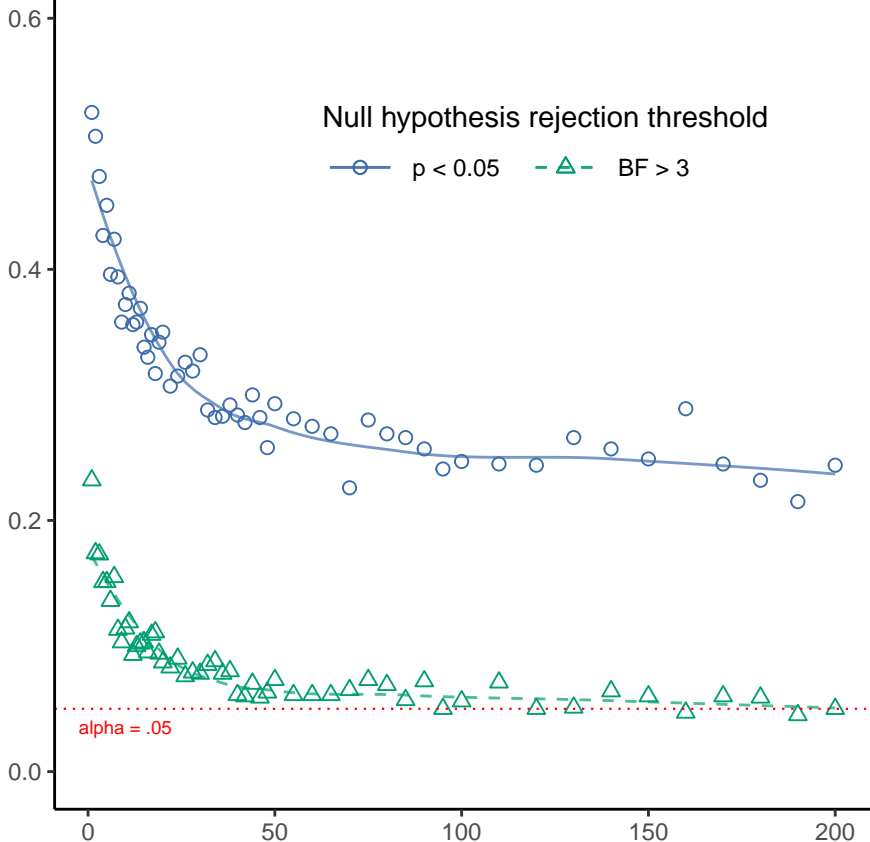 0.6
Null hypothesis rejection threshold
p < 0.05 BF > 3
0.4
0.2
alpha = .05
0.0
0 50 100 150 200